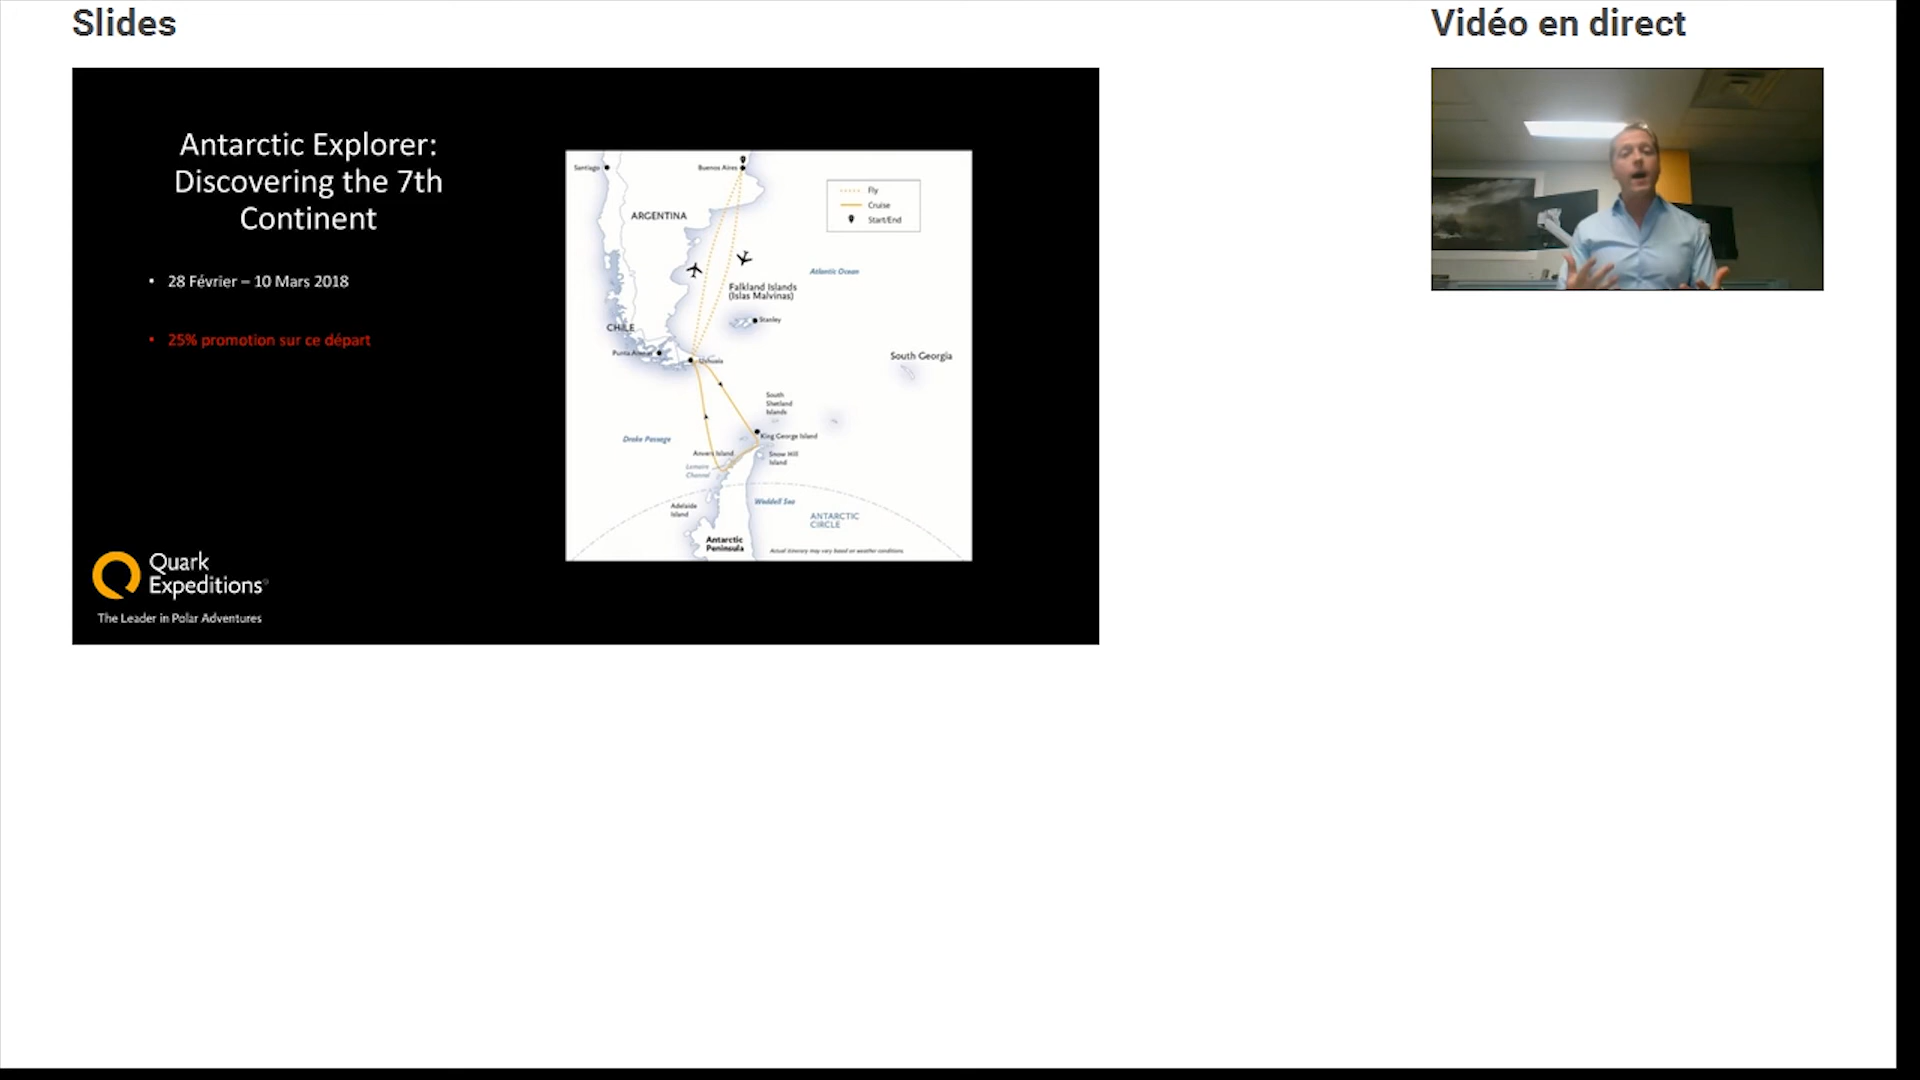 Slides
Vidéo en direct
Antarctic Explorer:
Discovering the 7th
Continent
• 28 Février – 10 Mars 2018
• 25% promotion sur ce départ
Quark
Expeditions®
The Leader in Polar Adventures
Santiago
Buenos Aires
Fly
Cruise
Start/End
ARGENTINA
Atlantic Ocean
Falkland Islands
(Islas Malvinas)
Stanley
CHILE
Punta Arenas
Ushuaia
South Georgia
South
Shetland
Islands
Drake Passage
King George Island
Anvers Island
Snow Hill
Island
Lemaire
Channel
Weddell Sea
Adelaide
Island
ANTARCTIC
CIRCLE
Antarctic
Peninsula
Actual itinerary may vary based on weather conditions.